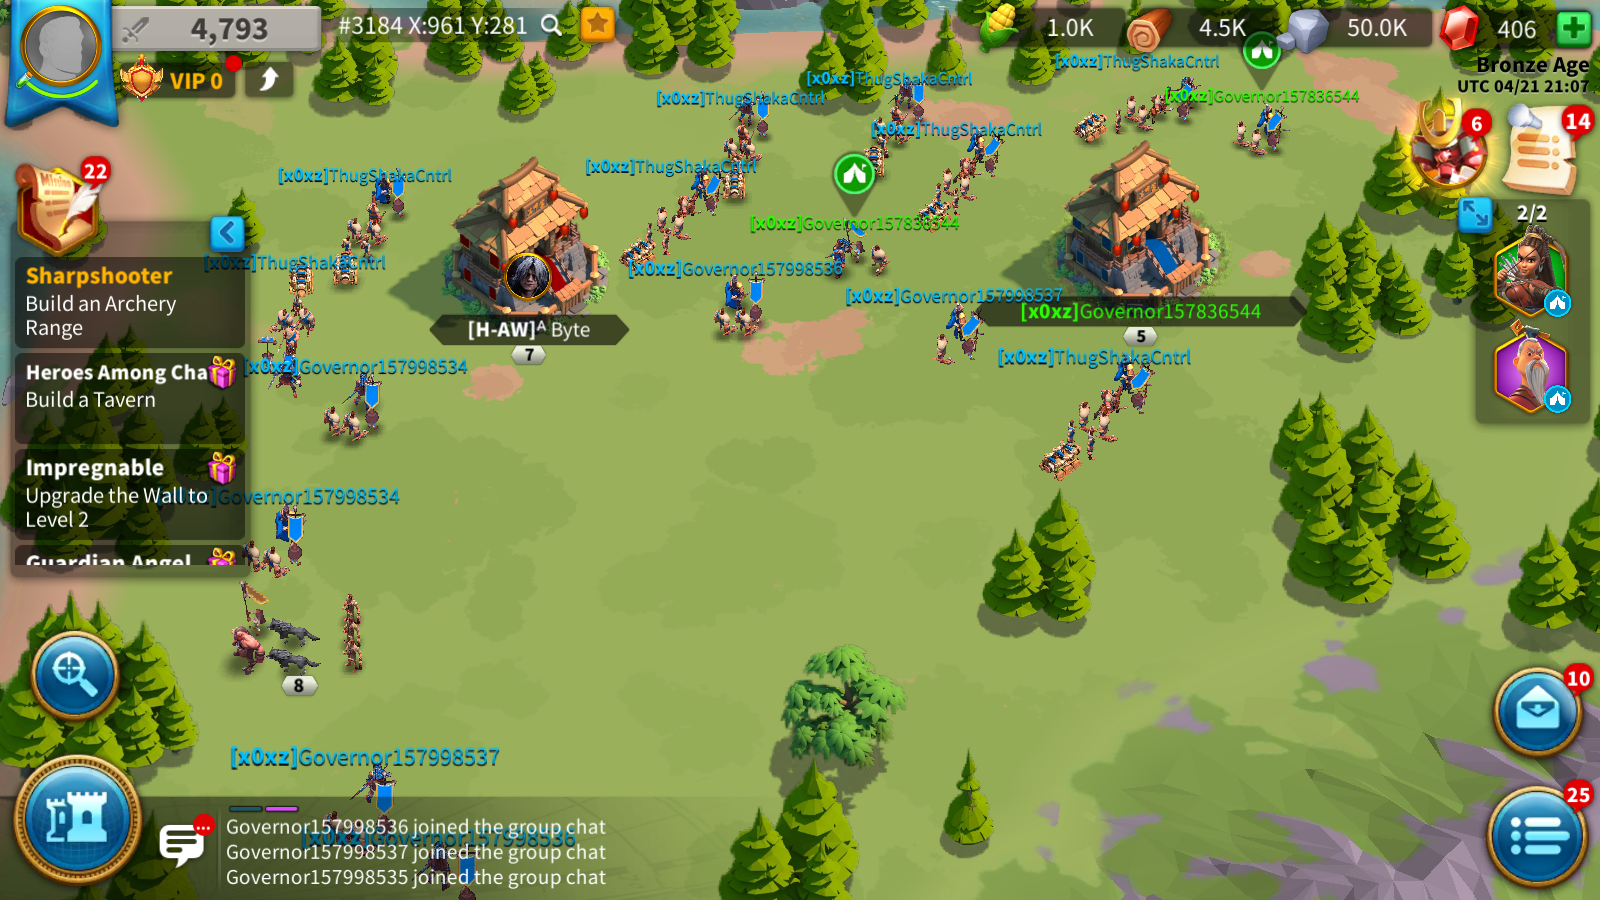 4,793
#3184 X:961 Y:281
1.0K
4.5K
50.0K
406
VIP 0
Bronze Age
UTC 04/21 21:07
[x0xz]ThugShakaCntrl
[x0xz]ThugShakaCntrl
[x0xz]ThugShakaCntrl
[x0xz]Governor157836544
[x0xz]ThugShakaCntrl
6
14
22
[x0xz]ThugShakaCntrl
[x0xz]ThugShakaCntrl
2/2
[x0xz]Governor157836544
[x0xz]ThugShakaCntrl
[x0xz]Governor157998536
Sharpshooter
Build an Archery
Range
[x0xz]Governor157998537
[x0xz]Governor157836544
5
[H-AW]ᴬ Byte
7
[x0xz]ThugShakaCntrl
Heroes Among Cha
Build a Tavern
[x0xz]Governor157998534
Impregnable
Upgrade the Wall to
Level 2
Governor157998534
Guardian Angel
8
10
[x0xz]Governor157998537
25
Governor157998536 joined the group chat
[x0xz]Governor157998536
Governor157998537 joined the group chat
Governor157998535 joined the group chat